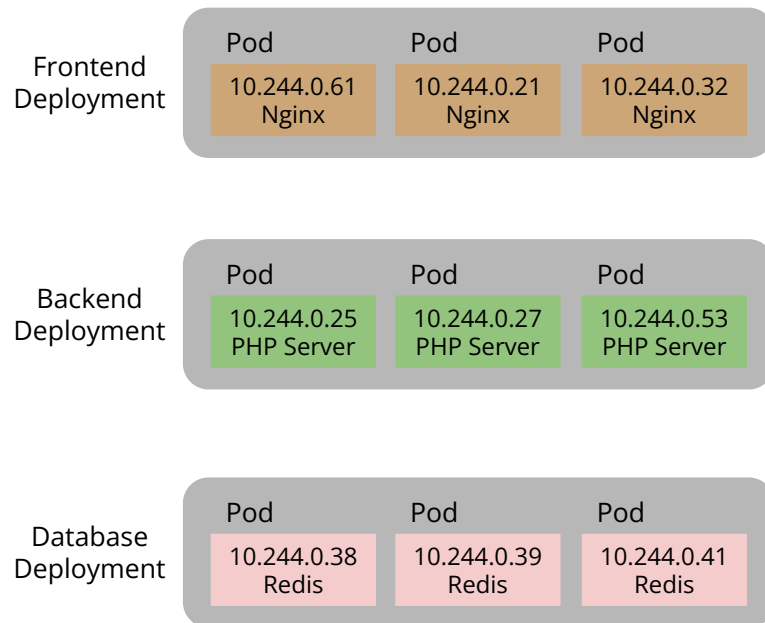 Frontend
Deployment
Pod
Pod
Pod
10.244.0.61
Nginx
10.244.0.21
Nginx
10.244.0.32
Nginx
Backend
Deployment
Pod
Pod
Pod
10.244.0.25
PHP Server
10.244.0.27
PHP Server
10.244.0.53
PHP Server
Database
Deployment
Pod
Pod
Pod
10.244.0.38
Redis
10.244.0.39
Redis
10.244.0.41
Redis